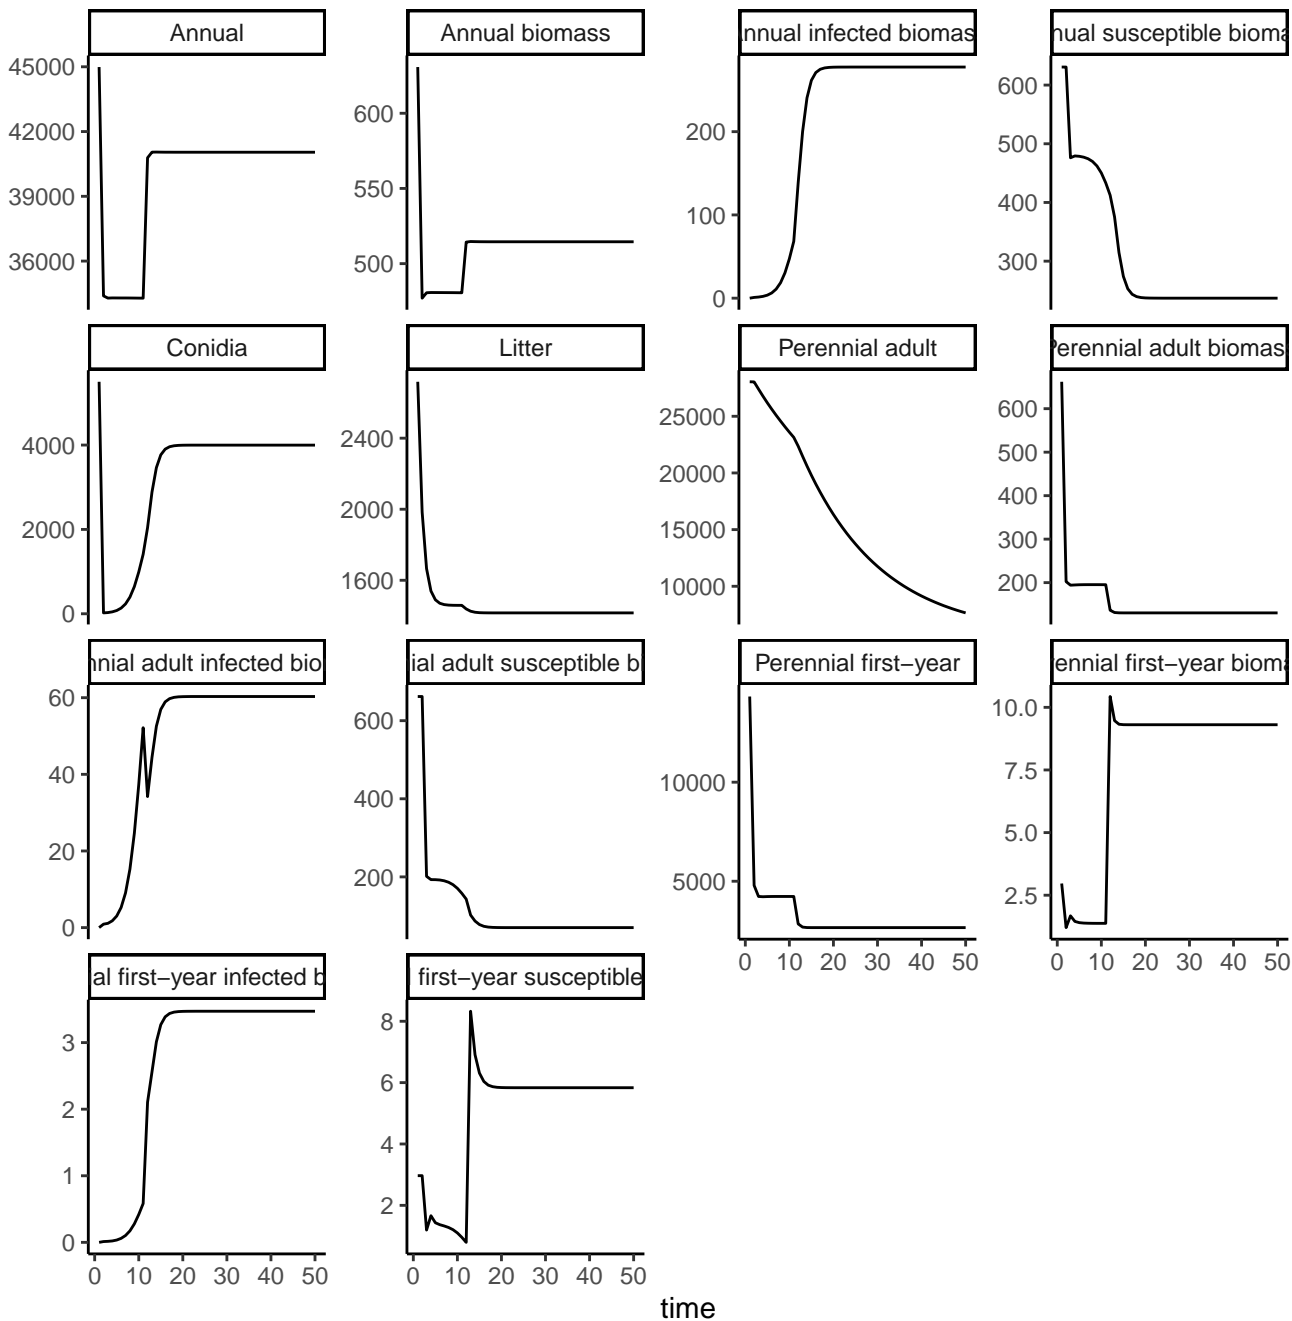 Annual
Annual biomass
nnual infected biomas
nual susceptible bioma
45000
42000
39000
36000
600
550
500
200
100
0
600
500
400
300
Conidia
Litter
Perennial adult
Perennial adult biomas
4000
2000
0
2400
2000
1600
25000
20000
15000
10000
600
500
400
300
200
nnial adult infected bio
ial adult susceptible bi
Perennial first−year
ennial first−year bioma
60
40
20
0
600
400
200
10000
5000
10.0
7.5
5.0
2.5
0 10 20 30 40 50
0 10 20 30 40 50
al first−year infected b
first−year susceptible
3
2
1
0
8
6
4
2
0 10 20 30 40 50
0 10 20 30 40 50
time